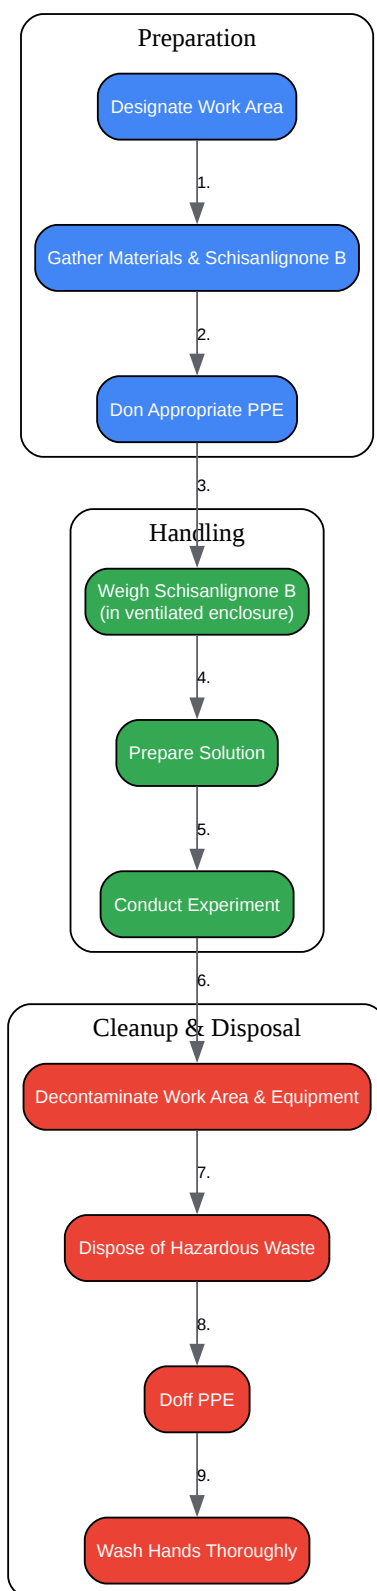 Preparation
Designate Work Area
1.
Gather Materials & Schisanlignone B
2.
Don Appropriate PPE
3.
Handling
Weigh Schisanlignone B
(in ventilated enclosure)
4.
Prepare Solution
5.
Conduct Experiment
6.
Cleanup & Disposal
Decontaminate Work Area & Equipment
7.
Dispose of Hazardous Waste
8.
Doff PPE
9.
Wash Hands Thoroughly